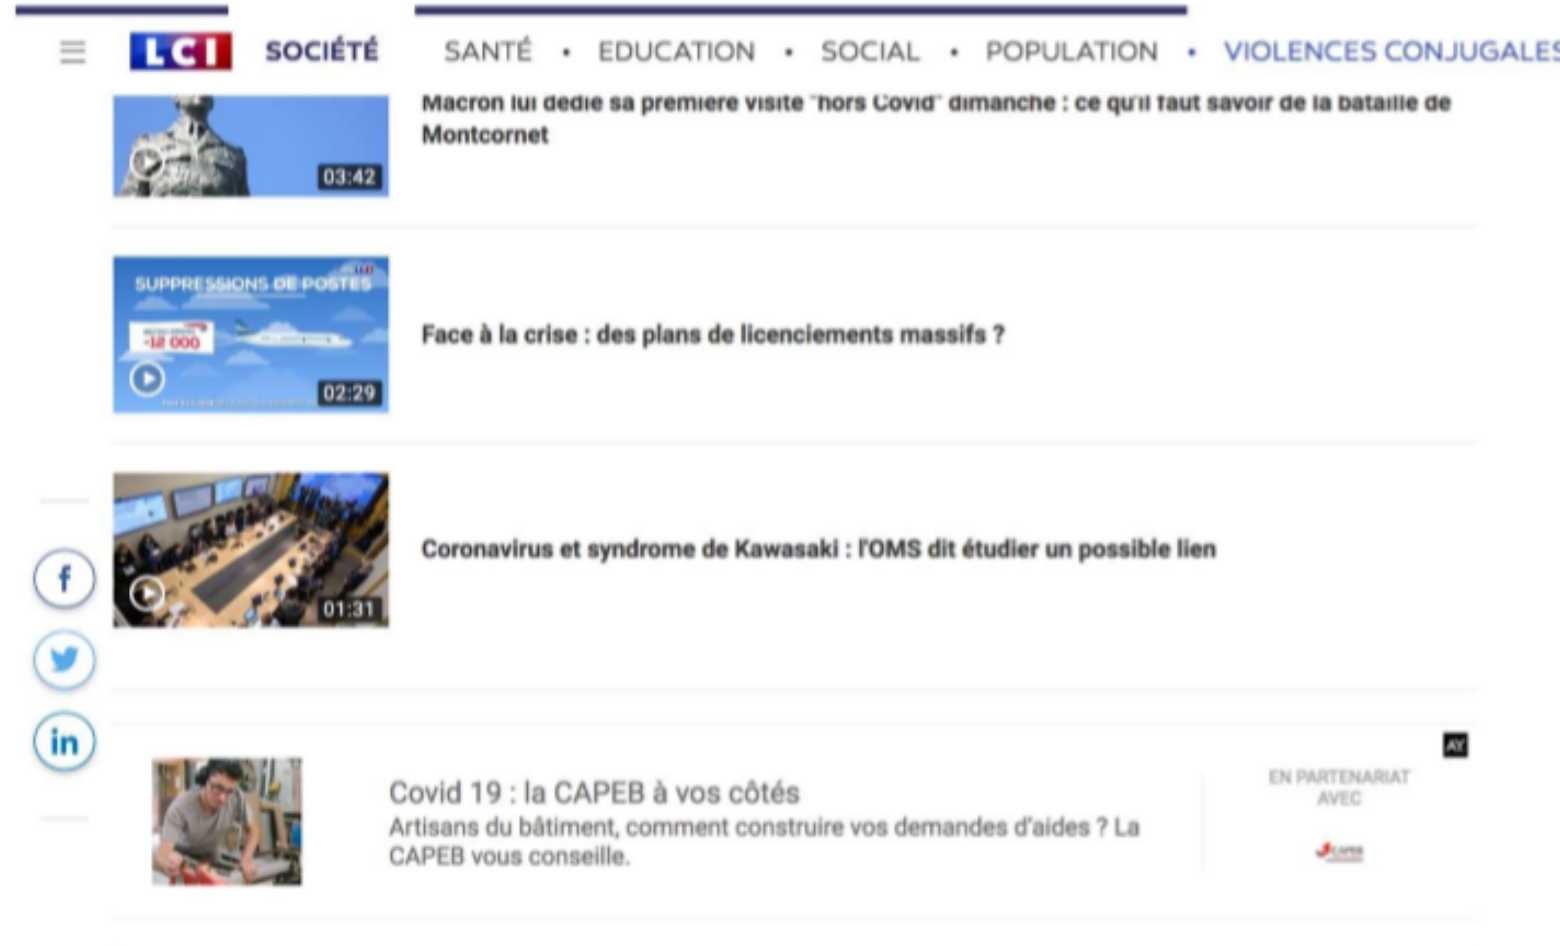 LCI SOCIÉTÉ SANTÉ • EDUCATION • SOCIAL • POPULATION • VIOLENCES CONJUGALES
Macron lui dédie sa première visite "hors Covid" dimanche : ce qu'il faut savoir de la bataille de
Montcornet
03:42
SUPPRESSIONS DE POSTES
-12 000
02:29
Face à la crise : des plans de licenciements massifs ?
Coronavirus et syndrome de Kawasaki : l'OMS dit étudier un possible lien
01:31
f
in
AY
Covid 19 : la CAPEB à vos côtés
Artisans du bâtiment, comment construire vos demandes d'aides ? La
CAPEB vous conseille.
EN PARTENARIAT
AVEC
CAPEB